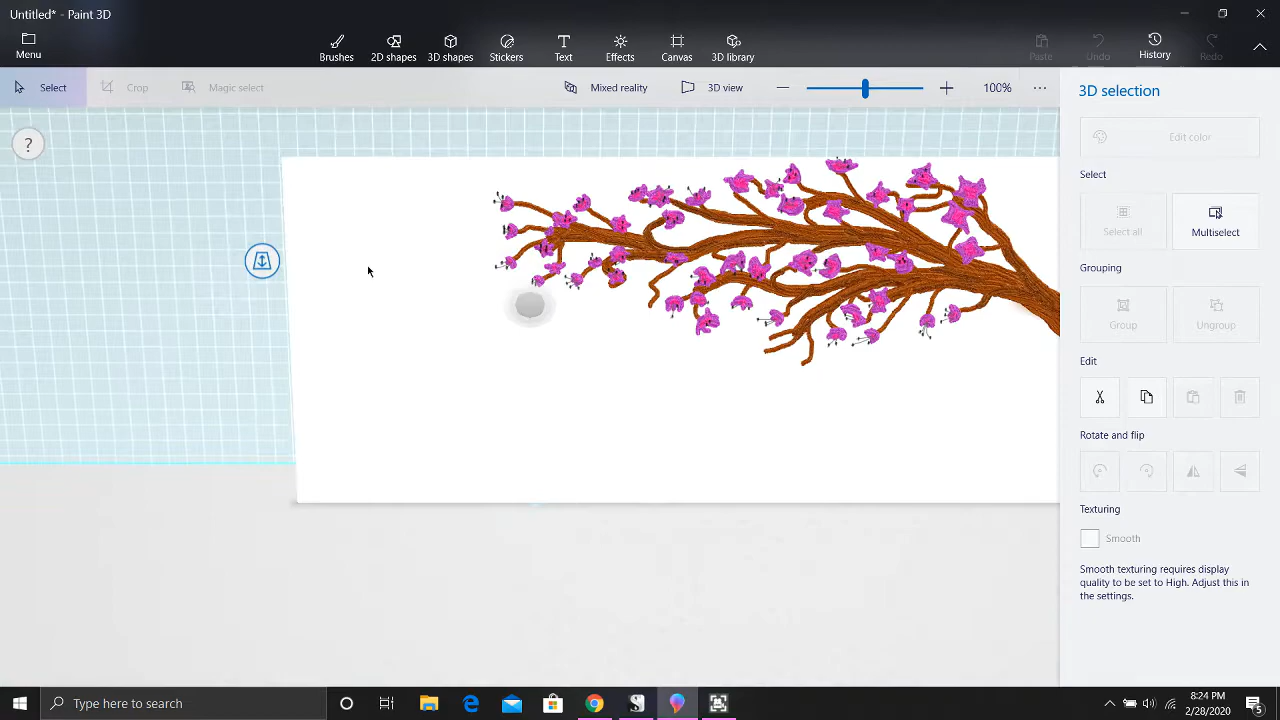 Untitled* - Paint 3D
Menu
Brushes
2D shapes
3D shapes
Stickers
Text
Effects
Canvas
3D library
Paste
Undo
History
Redo
Select
Crop
Magic select
Mixed reality
3D view
100%
3D selection
?
Edit color
Select
Select all
Multiselect
Grouping
Group
Ungroup
Edit
Rotate and flip
Texturing
Smooth
Smooth texturing requires display
quality to be set to High. Adjust this in
the settings.
Type here to search
8:24 PM
2/28/2020
5